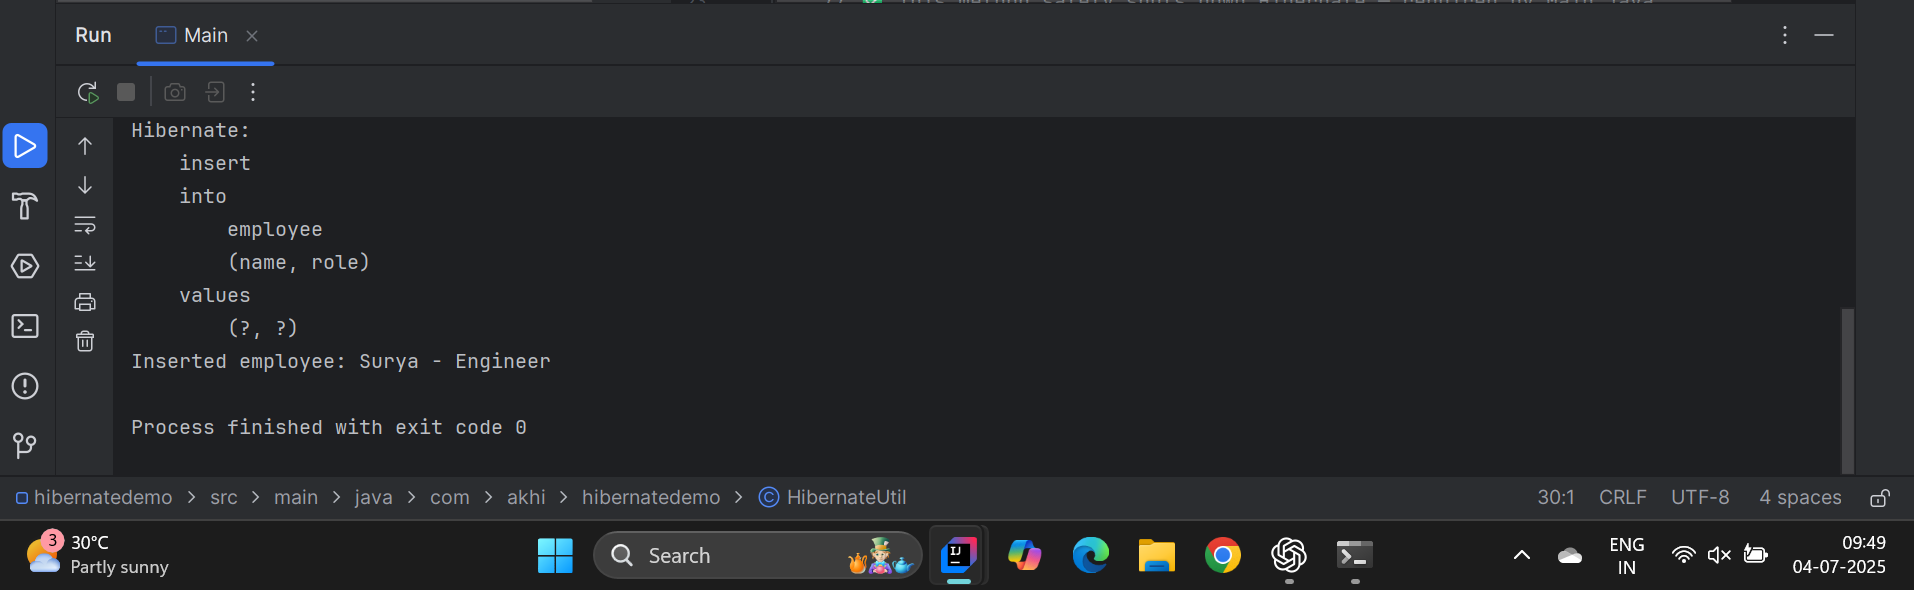 Run Main
Hibernate:
insert
into
employee
(name, role)
values
(?, ?)
Inserted employee: Surya - Engineer
Process finished with exit code 0
hibernatedemo > src > main > java > com > akhi > hibernatedemo > HibernateUtil
30:1 CRLF UTF-8 4 spaces
3
30°C
Partly sunny
Search
IJ
ENG
IN
09:49
04-07-2025